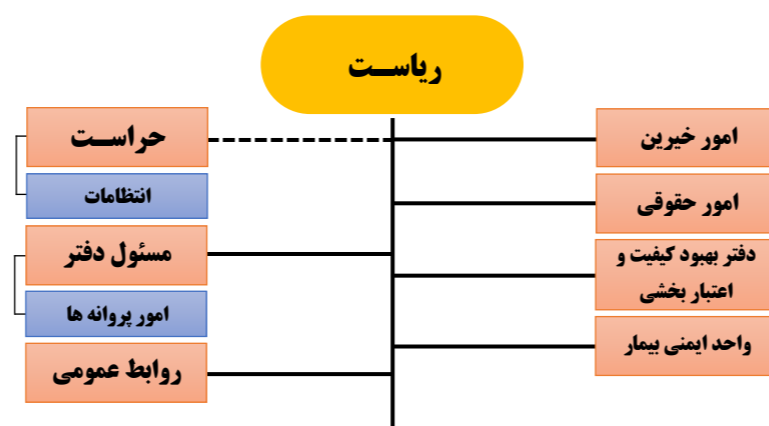 ریاست
امور خیرین
امور حقوقی
دفتر بهبود کیفیت و
اعتبار بخشی
واحد ایمنی بیمار
حراست
انتظامات
مسئول دفتر
امور پروانه ها
روابط عمومی